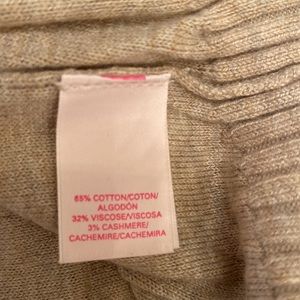 65% COTTON/COTON/
ALGODÓN
32% VISCOSE/VISCOSA
3% CASHMERE/
CACHEMIRE/CACHEMIRA